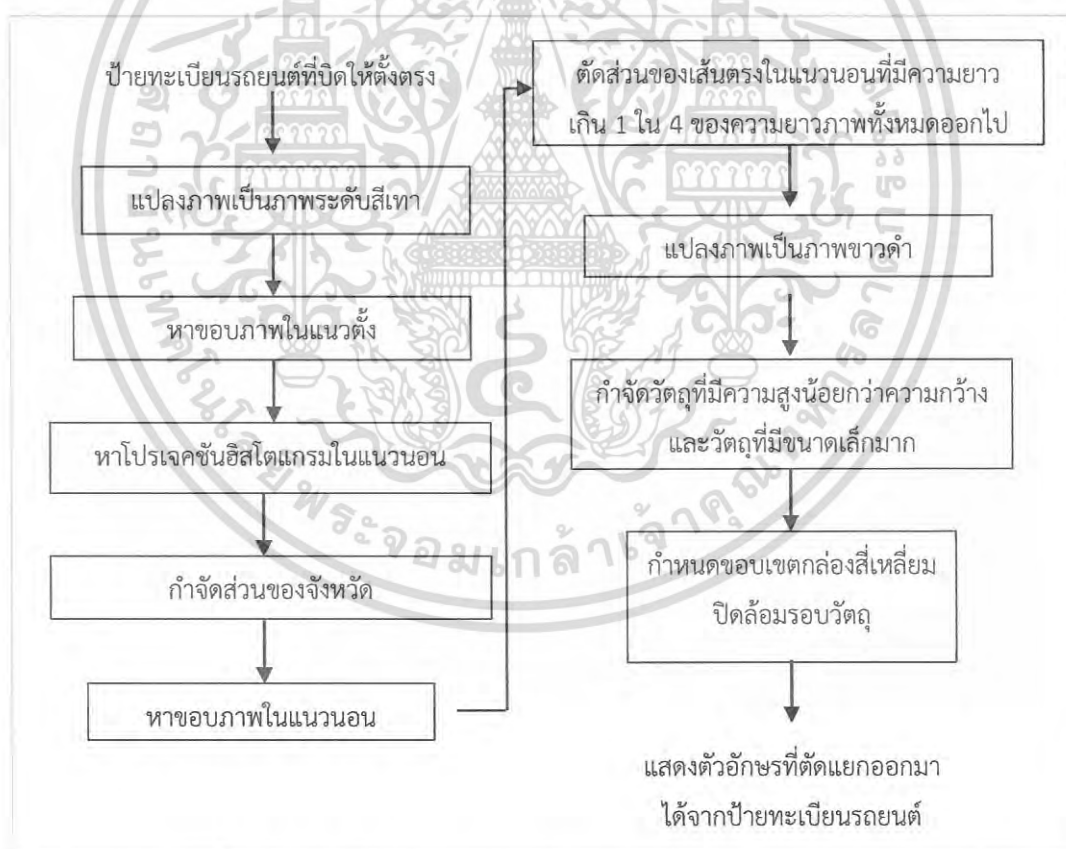 ป้ายทะเบียนรถยนต์ที่บิดให้ตั้งตรง
แปลงภาพเป็นภาพระดับสีเทา
หาขอบภาพในแนวตั้ง
หาโปรเจคชันฮิสโตแกรมในแนวนอน
กำจัดส่วนของจังหวัด
หาขอบภาพในแนวนอน
ตัดส่วนของเส้นตรงในแนวนอนที่มีความยาว
เกิน 1 ใน 4 ของความยาวภาพทั้งหมดออกไป
แปลงภาพเป็นภาพขาวดำ
กำจัดวัตถุที่มีความสูงน้อยกว่าความกว้าง
และวัตถุที่มีขนาดเล็กมาก
กำหนดขอบเขตกล่องสี่เหลี่ยม
ปิดล้อมรอบวัตถุ
แสดงตัวอักษรที่ตัดแยกออกมา
ได้จากป้ายทะเบียนรถยนต์